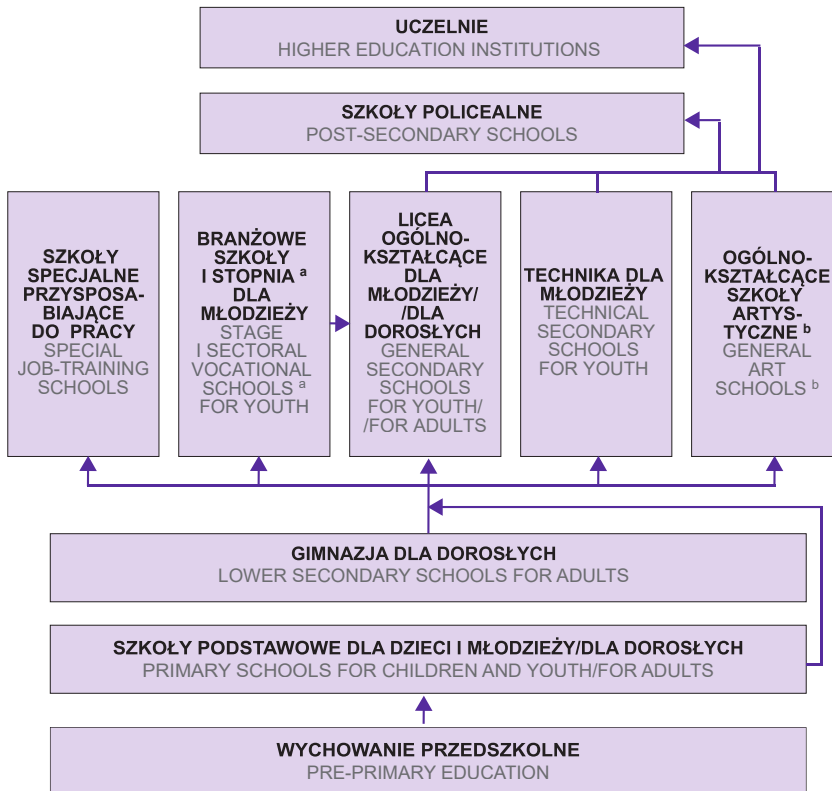 UCZELNIE
HIGHER EDUCATION INSTITUTIONS
SZKOŁY POLICEALNE
POST-SECONDARY SCHOOLS
SZKOŁY
SPECJALNE
PRZYSPOSA-
BIAJĄCE
DO PRACY
SPECIAL
JOB-TRAINING
SCHOOLS
BRANŻOWE
SZKOŁY
I STOPNIA a
DLA
MŁODZIEŻY
STAGE
I SECTORAL
VOCATIONAL
SCHOOLS a
FOR YOUTH
LICEA
OGÓLNO-
KSZTAŁCĄCE
DLA
MŁODZIEŻY/
/DLA
DOROSŁYCH
GENERAL
SECONDARY
SCHOOLS
FOR YOUTH/
/FOR ADULTS
TECHNIKA DLA
MŁODZIEŻY
TECHNICAL
SECONDARY
SCHOOLS
FOR YOUTH
OGÓLNO-
KSZTAŁCĄCE
SZKOŁY
ARTYS-
TYCZNE b
GENERAL
ART
SCHOOLS b
GIMNAZJA DLA DOROSŁYCH
LOWER SECONDARY SCHOOLS FOR ADULTS
SZKOŁY PODSTAWOWE DLA DZIECI I MŁODZIEŻY/DLA DOROSŁYCH
PRIMARY SCHOOLS FOR CHILDREN AND YOUTH/FOR ADULTS
WYCHOWANIE PRZEDSZKOLNE
PRE-PRIMARY EDUCATION